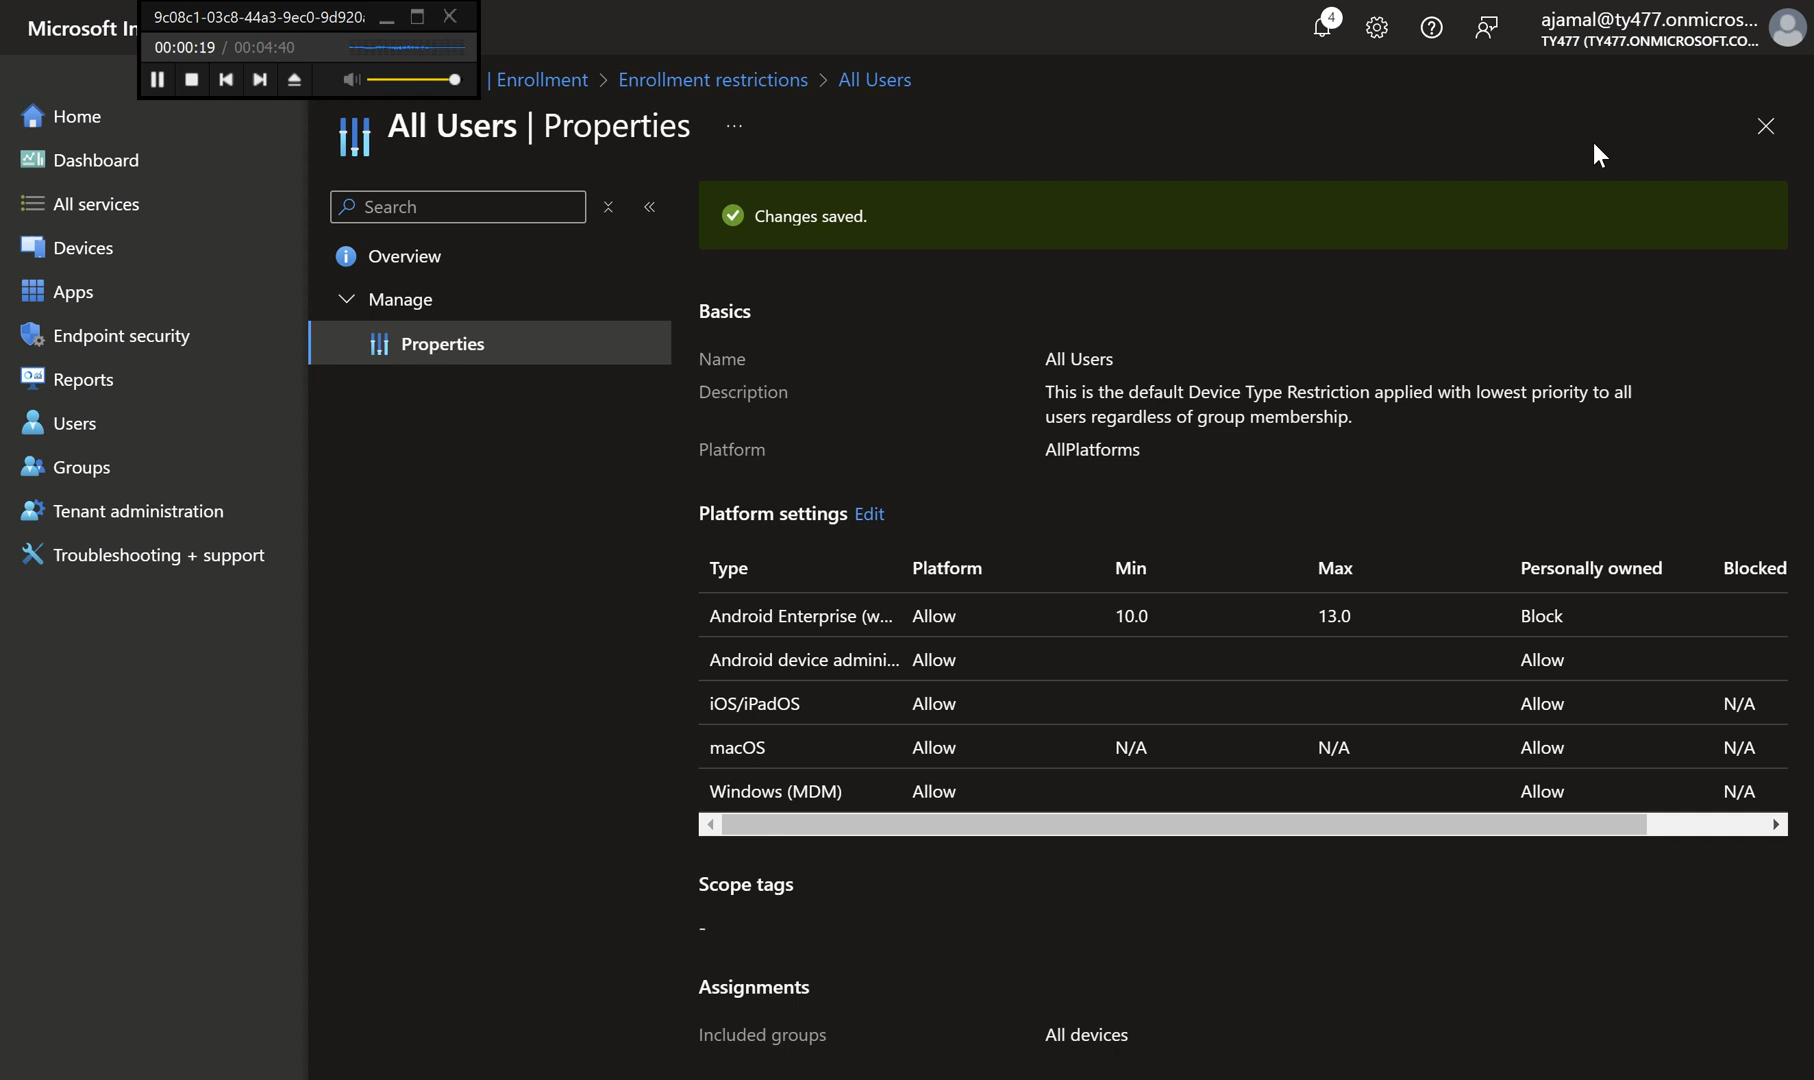 Microsoft In
9c08c1-03c8-44a3-9ec0-9d920
00:00:19 / 00:04:40
4
ajamal@ty477.onmicros...
TY477 (TY477.ONMICROSOFT.CO...
| Enrollment > Enrollment restrictions > All Users
All Users | Properties ...
Home
Dashboard
All services
Devices
Apps
Endpoint security
Reports
Users
Groups
Tenant administration
Troubleshooting + support
Search
Overview
Manage
Properties
Changes saved.
Basics
Name All Users
Description This is the default Device Type Restriction applied with lowest priority to all
users regardless of group membership.
Platform AllPlatforms
Platform settings Edit
Type Platform Min Max Personally owned Blocked
Android Enterprise (w... Allow 10.0 13.0 Block
Android device admini... Allow Allow
iOS/iPadOS Allow Allow N/A
macOS Allow N/A N/A Allow N/A
Windows (MDM) Allow Allow N/A
Scope tags
-
Assignments
Included groups All devices